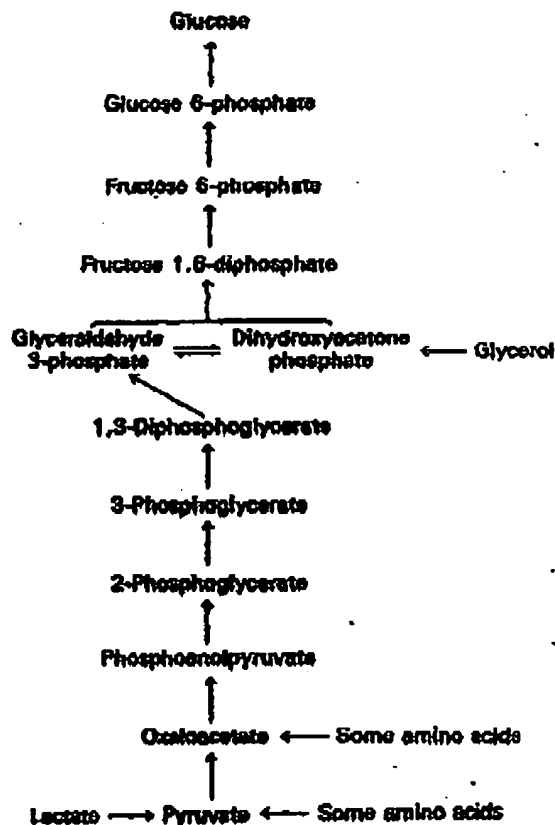 Glucose
Glucose 6-phosphate
Fructose 6-phosphate
Fructose 1,6-diphosphate
Glyceraldehyde
3-phosphate
Dihydroxyacetone
phosphate
Glycerol
1,3-Diphosphoglycerate
3-Phosphoglycerate
2-Phosphoglycerate
Phosphoenolpyruvate
Oxaloacetate
Some amino acids
Lactate
Pyruvate
Some amino acids